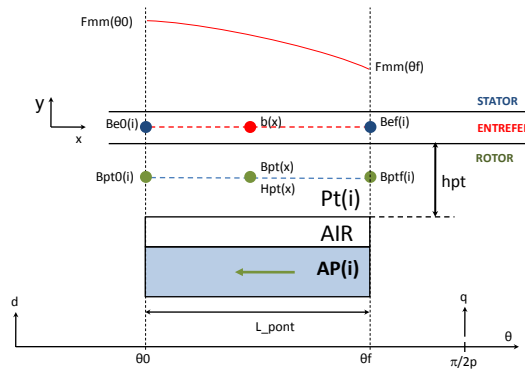 Fmm(θ0)
Fmm(θf)
y
x
STATOR
Be0(i)
b(x)
Bef(i)
ENTREFER
ROTOR
Bpt0(i)
Bpt(x)
Hpt(x)
Bptf(i)
hpt
Pt(i)
AIR
AP(i)
d
L_pont
q
θ
θ0
θf
π/2p